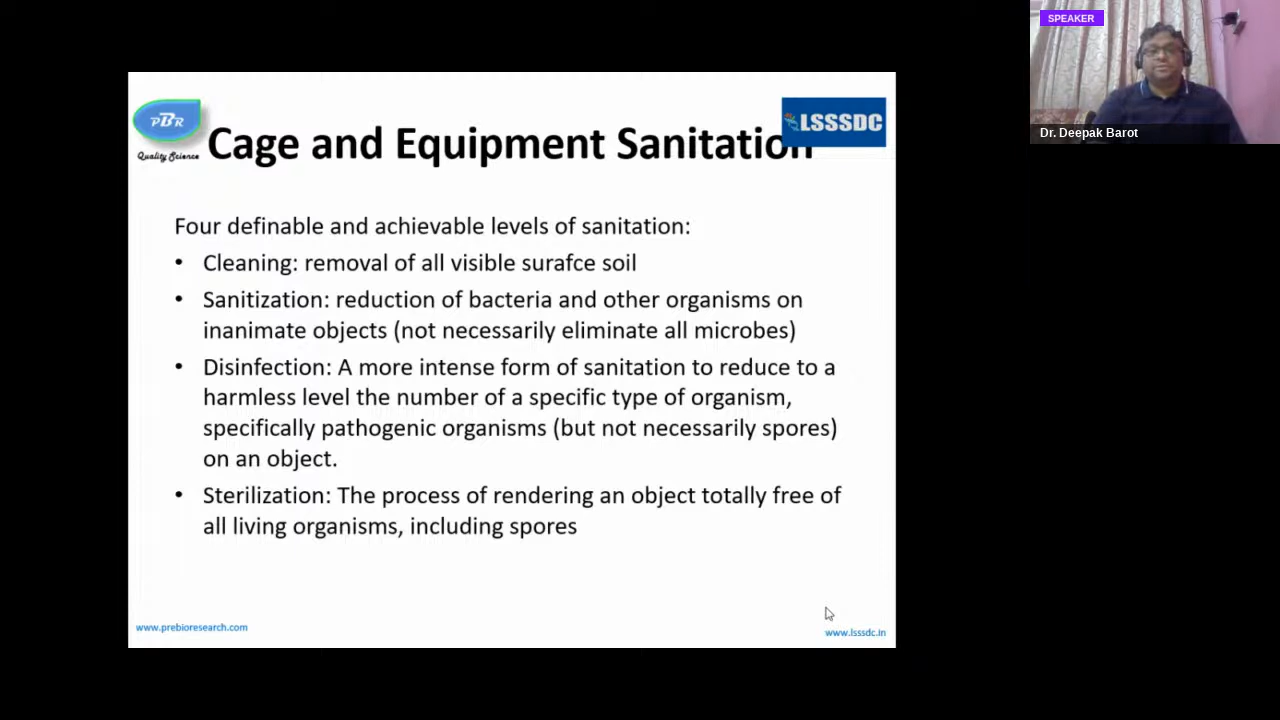 SPEAKER
Dr. Deepak Barot
PBR
Quality Science
LSSSDC
Cage and Equipment Sanitation
Four definable and achievable levels of sanitation:
• Cleaning: removal of all visible surafce soil
• Sanitization: reduction of bacteria and other organisms on
inanimate objects (not necessarily eliminate all microbes)
• Disinfection: A more intense form of sanitation to reduce to a
harmless level the number of a specific type of organism,
specifically pathogenic organisms (but not necessarily spores)
on an object.
• Sterilization: The process of rendering an object totally free of
all living organisms, including spores
www.prebioresearch.com
www.lsssdc.in